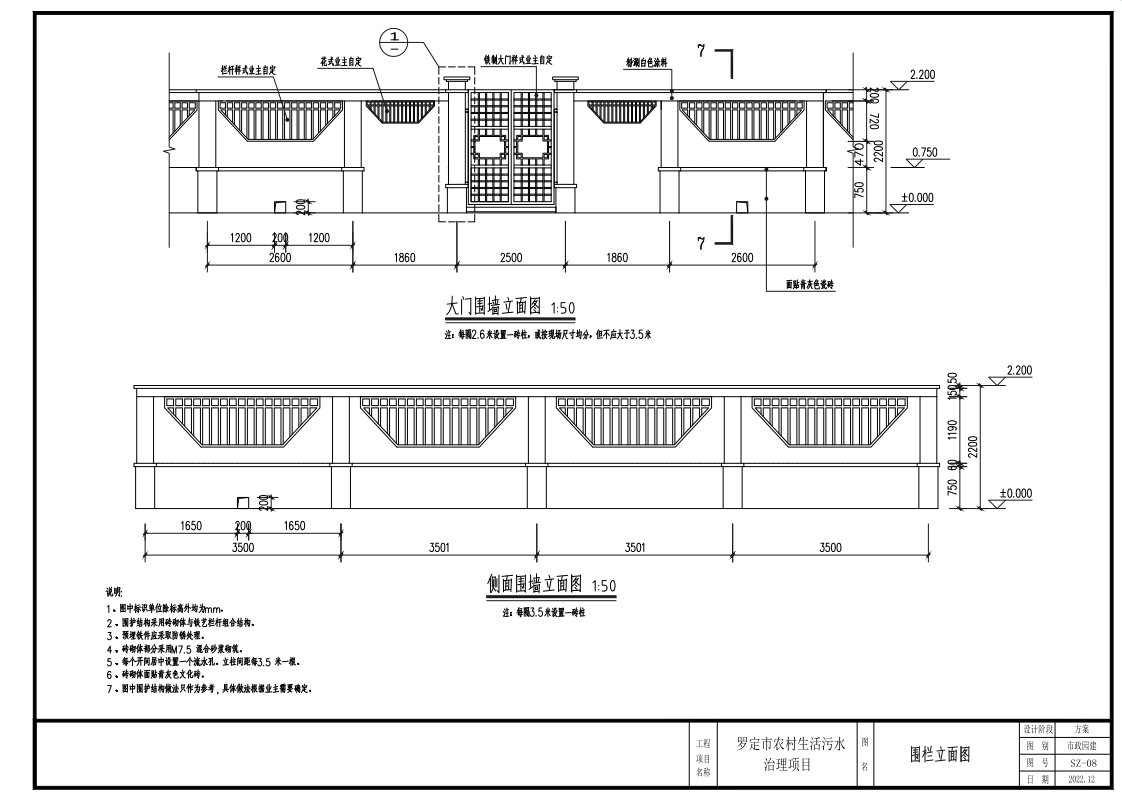 1
—
栏杆样式业主自定
花式业主自定
铁制大门样式业主自定
7
粉刷白色涂料
2.200
200
720
470
2200
0.750
750
±0.000
200
1200
200
1200
7
2600
1860
2500
1860
2600
面贴青灰色瓷砖
大门围墙立面图 1:50
注：每隔2.6米设置一砖柱，或按现场尺寸均分，但不应大于3.5米
2.200
150
50
1190
2200
80
750
±0.000
200
1650
200
1650
3500
3501
3501
3500
侧面围墙立面图 1:50
注：每隔3.5米设置一砖柱
说明:
1、图中标识单位除标高外均为mm。
2、围护结构采用砖砌体与铁艺栏杆组合结构。
3、预埋铁件应采取防锈处理。
4、砖砌体部分采用M7.5 混合砂浆砌筑。
5、每个开间居中设置一个流水孔。立柱间距每3.5 米一根。
6、砖砌体面贴青灰色文化砖。
7、图中围护结构做法只作为参考，具体做法根据业主需要确定。
工程
项目
名称
罗定市农村生活污水
治理项目
图
名
围栏立面图
设计阶段 方案
图 别 市政园建
图 号 SZ-08
日 期 2022.12